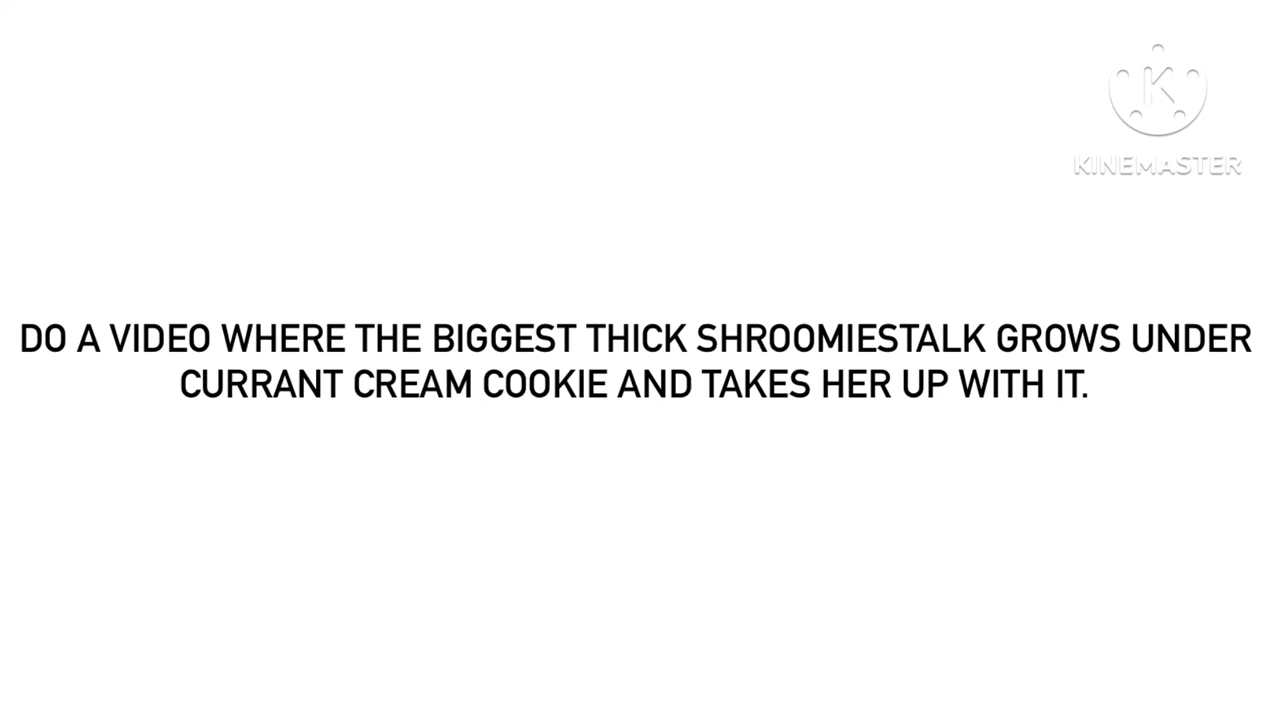 KINEMASTER
DO A VIDEO WHERE THE BIGGEST THICK SHROOMIESTALK GROWS UNDER
CURRANT CREAM COOKIE AND TAKES HER UP WITH IT.